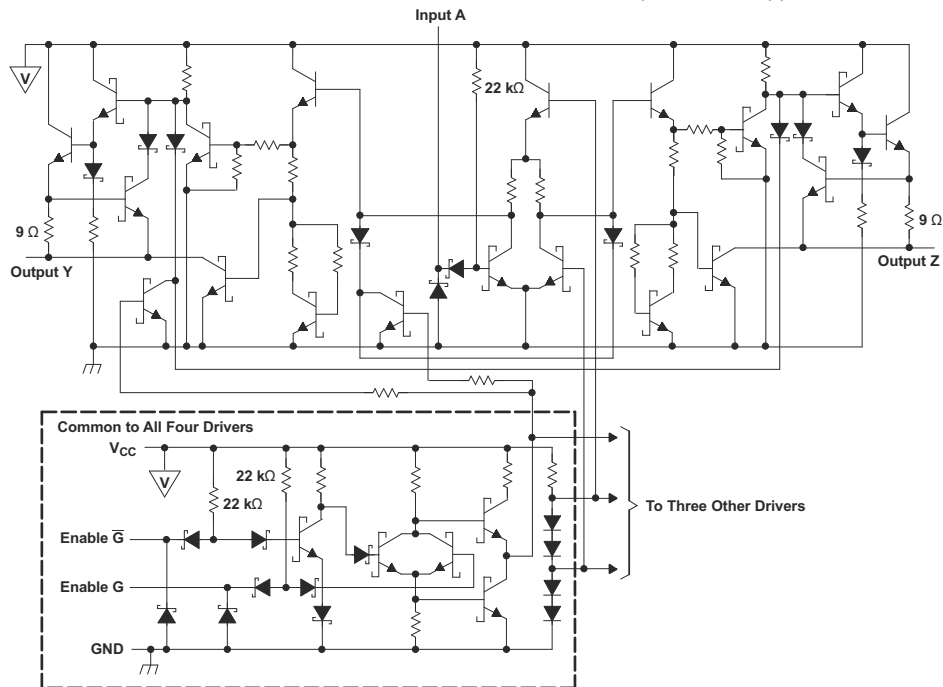 Input A
V
22 kΩ
9 Ω
9 Ω
Output Y
Output Z
Common to All Four Drivers
VCC
V
22 kΩ
22 kΩ
To Three Other Drivers
Enable G̅
Enable G
GND